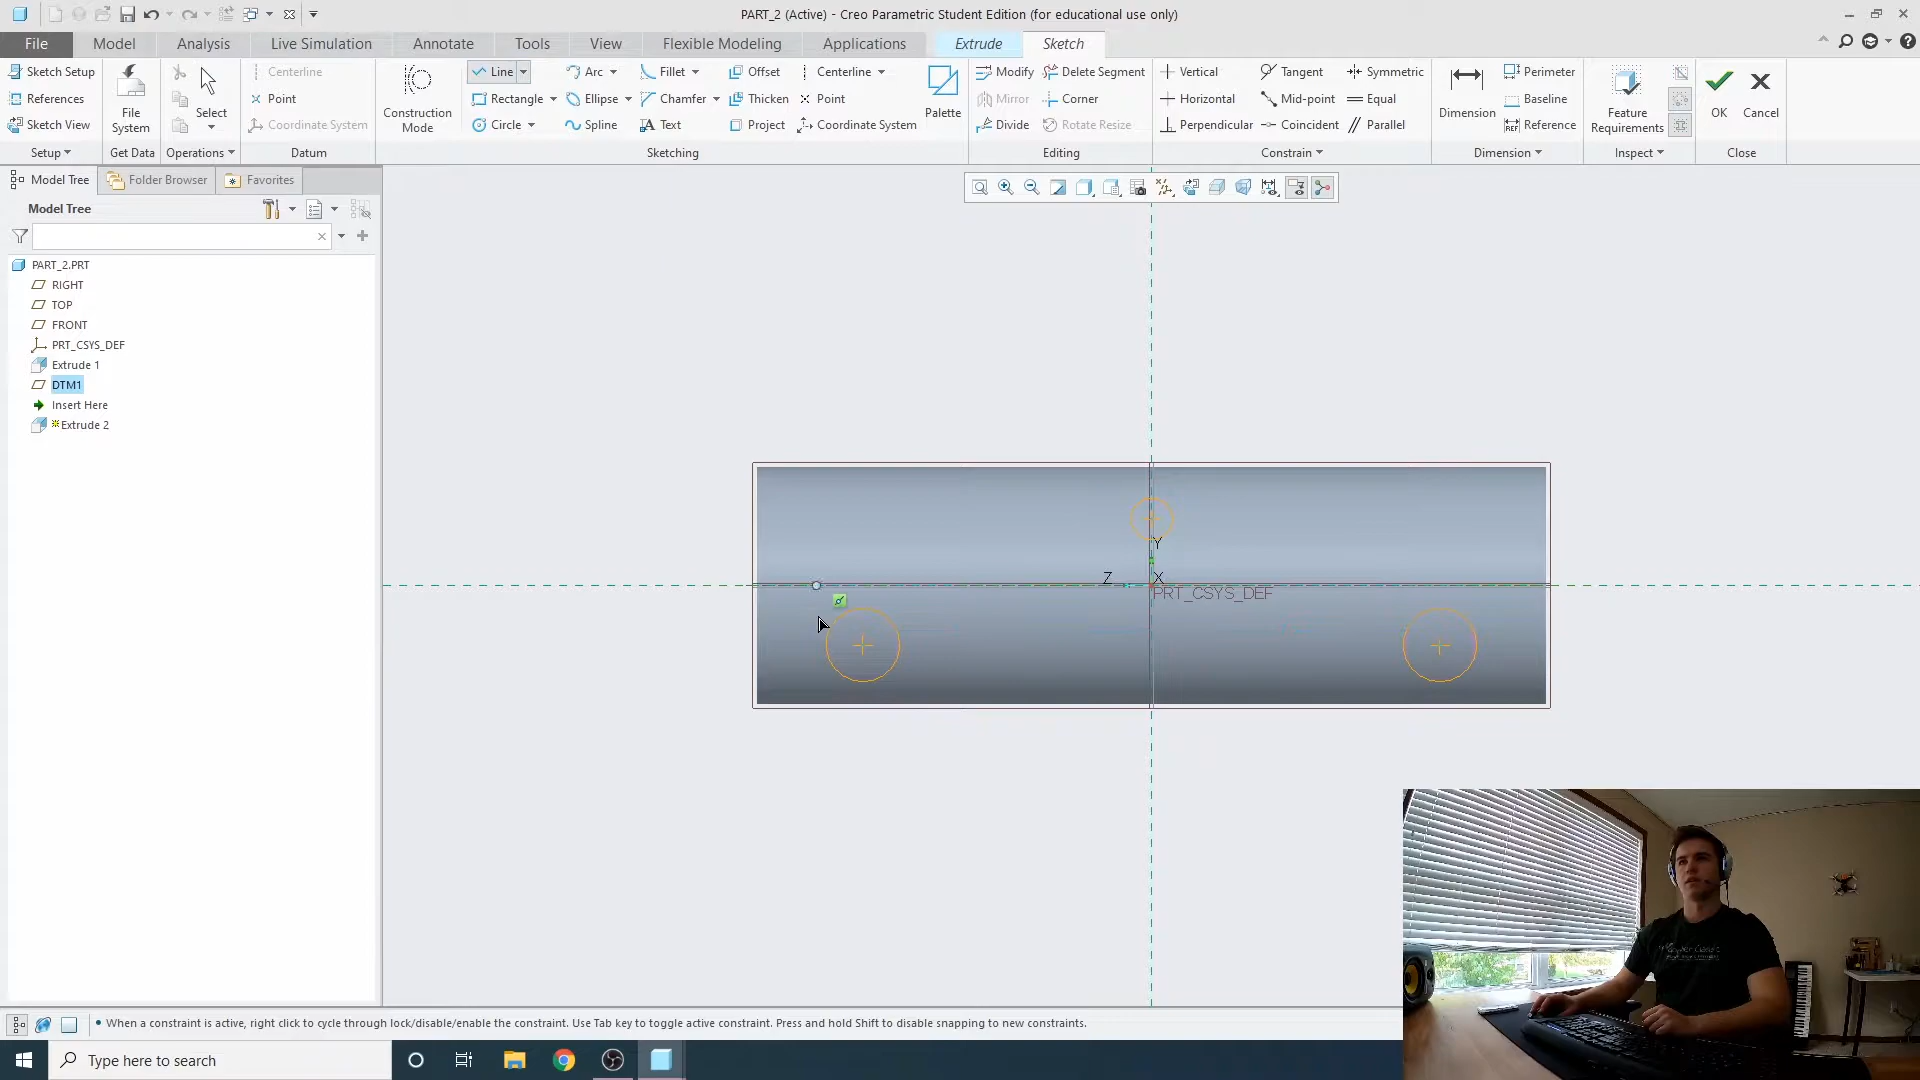 PART_2 (Active) - Creo Parametric Student Edition (for educational use only)
File Model Analysis Live Simulation Annotate Tools View Flexible Modeling Applications Extrude Sketch
Sketch Setup
References
Sketch View
Setup
File
System
Get Data
Select
Operations
Centerline
Point
Coordinate System
Datum
Construction
Mode
Line Arc Fillet Offset Centerline
Rectangle Ellipse Chamfer Thicken Point
Circle Spline Text Project Coordinate System
Palette
Sketching
Modify Delete Segment
Mirror Corner
Divide Rotate Resize
Editing
Vertical Tangent Symmetric
Horizontal Mid-point Equal
Perpendicular Coincident Parallel
Constrain
Dimension
Perimeter
Baseline
Reference
Dimension
Feature
Requirements
Inspect
OK
Cancel
Close
Model Tree Folder Browser Favorites
Model Tree
PART_2.PRT
RIGHT
TOP
FRONT
PRT_CSYS_DEF
Extrude 1
DTM1
Insert Here
Extrude 2
Y
Z X
PRT_CSYS_DEF
When a constraint is active, right click to cycle through lock/disable/enable the constraint. Use Tab key to toggle active constraint. Press and hold Shift to disable snapping to new constraints.
Type here to search